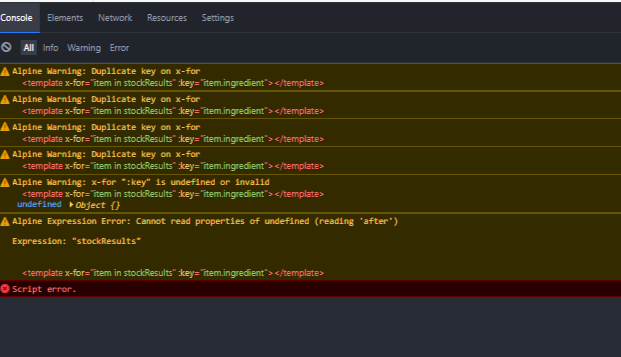 Console Elements Network Resources Settings
All Info Warning Error
Alpine Warning: Duplicate key on x-for
<template x-for="item in stockResults" :key="item.ingredient"></template>
Alpine Warning: Duplicate key on x-for
<template x-for="item in stockResults" :key="item.ingredient"></template>
Alpine Warning: Duplicate key on x-for
<template x-for="item in stockResults" :key="item.ingredient"></template>
Alpine Warning: Duplicate key on x-for
<template x-for="item in stockResults" :key="item.ingredient"></template>
Alpine Warning: x-for ":key" is undefined or invalid
<template x-for="item in stockResults" :key="item.ingredient"></template>
undefined ▶Object {}
Alpine Expression Error: Cannot read properties of undefined (reading 'after')
Expression: "stockResults"
<template x-for="item in stockResults" :key="item.ingredient"></template>
Script error.